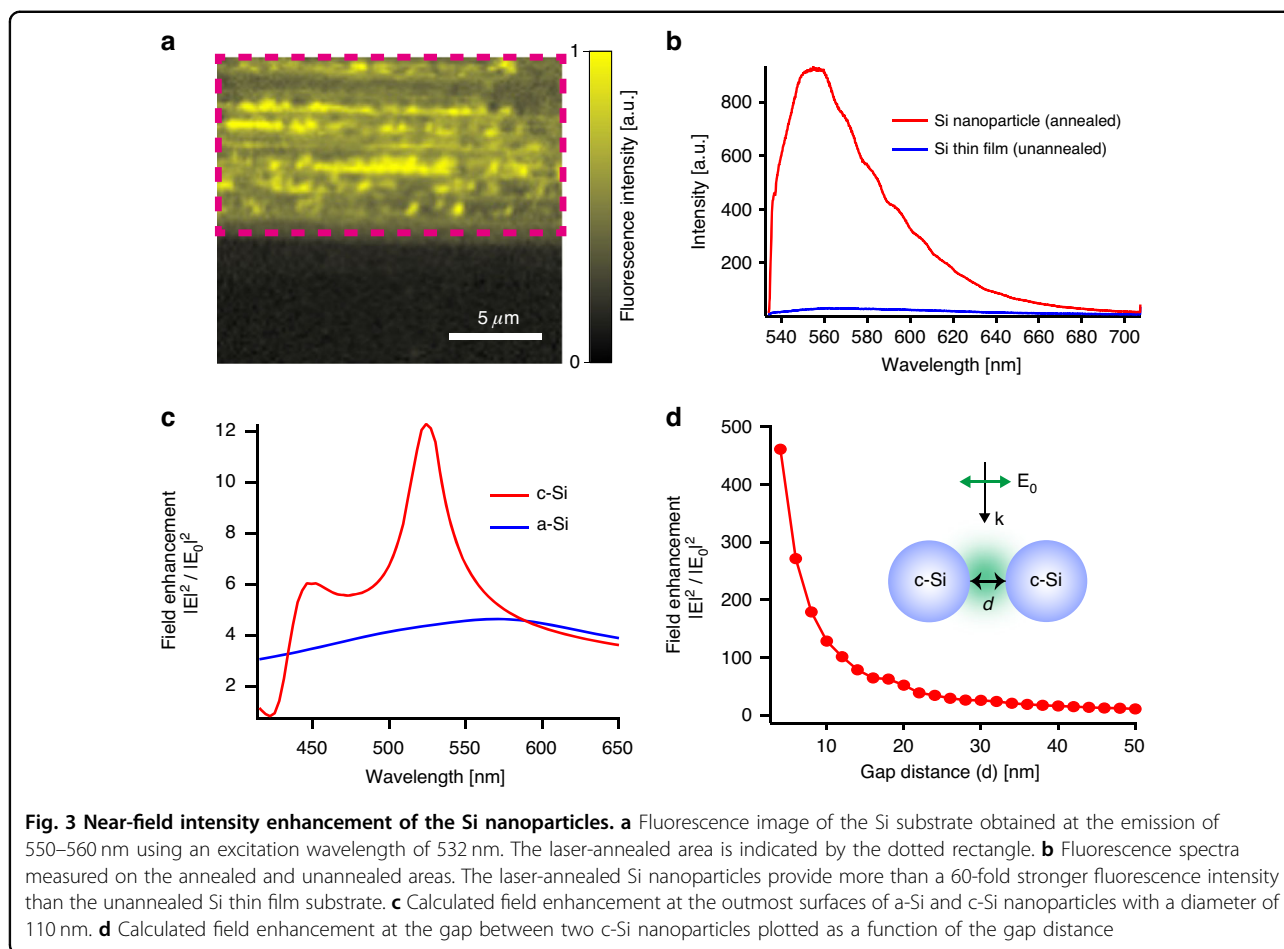 a
1
0
Fluorescence intensity [a.u.]
5 μm
b
800
600
400
200
Intensity [a.u.]
Si nanoparticle (annealed)
Si thin film (unannealed)
540 560 580 600 620 640 660 680 700
Wavelength [nm]
c
12
10
8
6
4
2
Field enhancement
|E|² / |E₀|²
c-Si
a-Si
450 500 550 600 650
Wavelength [nm]
d
500
400
300
200
100
0
Field enhancement
|E|² / |E₀|²
E₀
k
c-Si c-Si
d
10 20 30 40 50
Gap distance (d) [nm]
Fig. 3 Near-field intensity enhancement of the Si nanoparticles. a Fluorescence image of the Si substrate obtained at the emission of
550–560 nm using an excitation wavelength of 532 nm. The laser-annealed area is indicated by the dotted rectangle. b Fluorescence spectra
measured on the annealed and unannealed areas. The laser-annealed Si nanoparticles provide more than a 60-fold stronger fluorescence intensity
than the unannealed Si thin film substrate. c Calculated field enhancement at the outmost surfaces of a-Si and c-Si nanoparticles with a diameter of
110 nm. d Calculated field enhancement at the gap between two c-Si nanoparticles plotted as a function of the gap distance